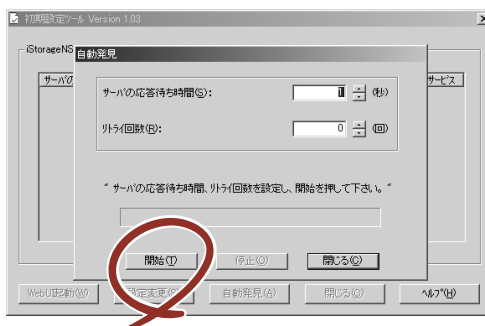 初期設定ツール Version 1.03
iStorageNS
自動発見
サーバの
サービス
サーバの応答待ち時間(S):
1
(秒)
リトライ回数(R):
0
(回)
" サーバの応答待ち時間、リトライ回数を設定し、開始を押して下さい。"
開始(T)
停止(O)
閉じる(C)
WebUI起動(W)
設定変更(S)
自動発見(A)
閉じる(C)
ヘルプ(H)